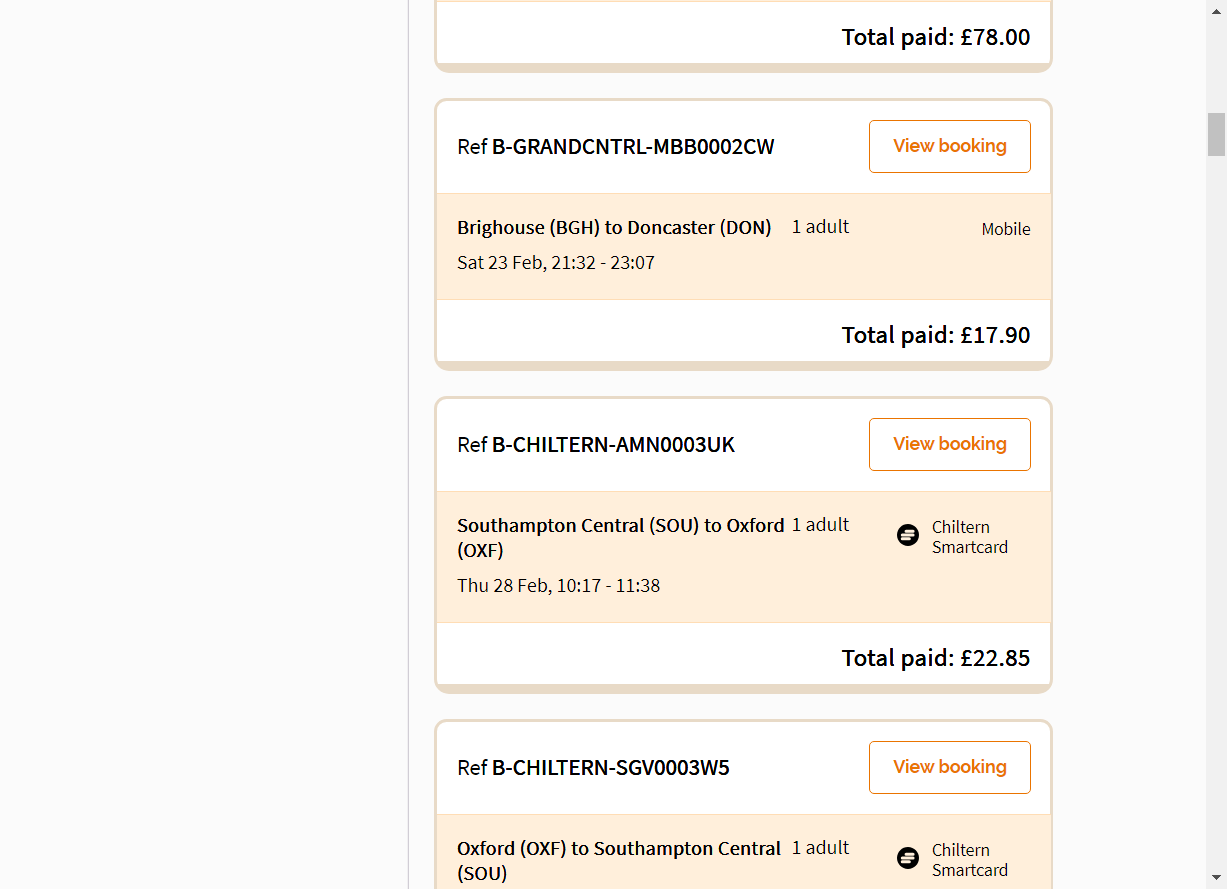 Total paid: £78.00
Ref B-GRANDCNTRL-MBB0002CW
View booking
Brighouse (BGH) to Doncaster (DON)
1 adult
Mobile
Sat 23 Feb, 21:32 - 23:07
Total paid: £17.90
Ref B-CHILTERN-AMN0003UK
View booking
Southampton Central (SOU) to Oxford
(OXF)
1 adult
Chiltern
Smartcard
Thu 28 Feb, 10:17 - 11:38
Total paid: £22.85
Ref B-CHILTERN-SGV0003W5
View booking
Oxford (OXF) to Southampton Central
(SOU)
1 adult
Chiltern
Smartcard